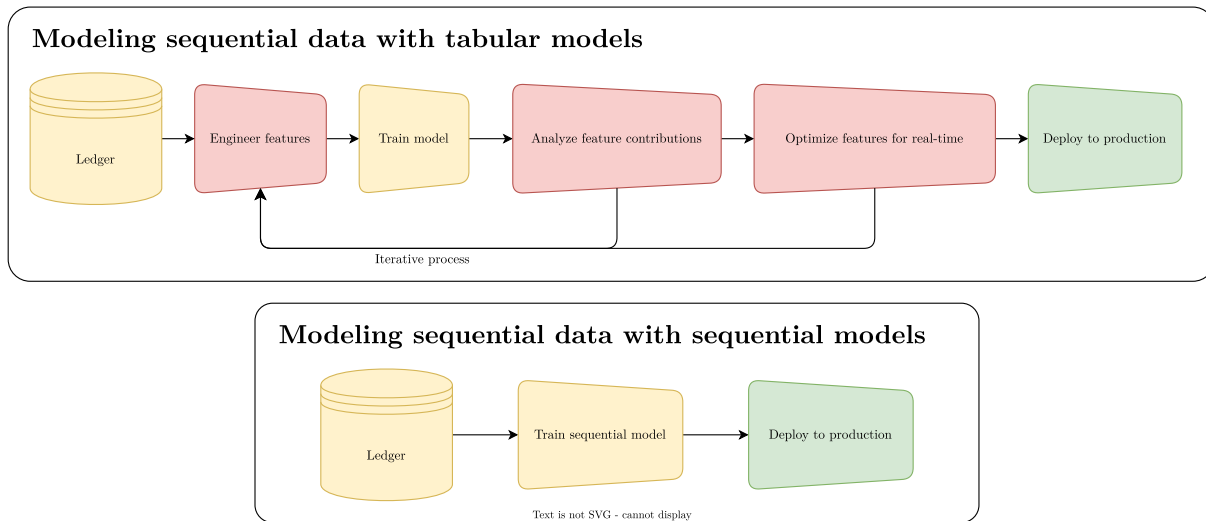 Modeling sequential data with tabular models
Ledger
Engineer features
Train model
Analyze feature contributions
Optimize features for real-time
Deploy to production
Iterative process
Modeling sequential data with sequential models
Ledger
Train sequential model
Deploy to production
Text is not SVG - cannot display